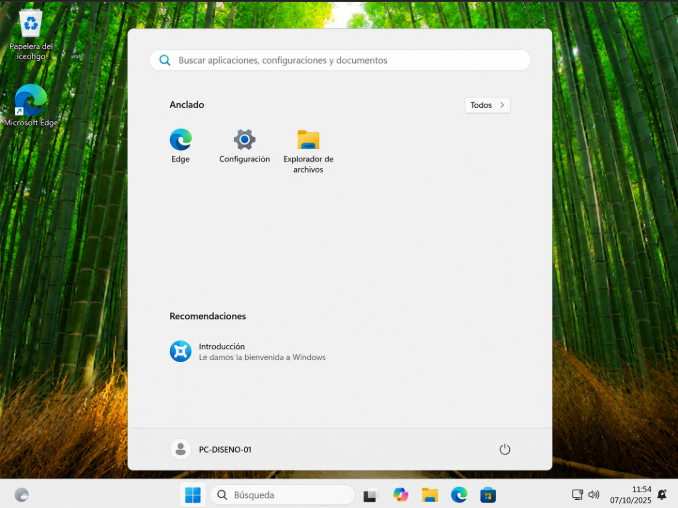 Papelera del
Microsoft Edge
Buscar aplicaciones, configuraciones y documentos
Anclado
Todos
Edge
Configuración
Explorador de
archivos
Recomendaciones
Introducción
Le damos la bienvenida a Windows
PC-DISENO-01
Búsqueda
11:54
07/10/2025